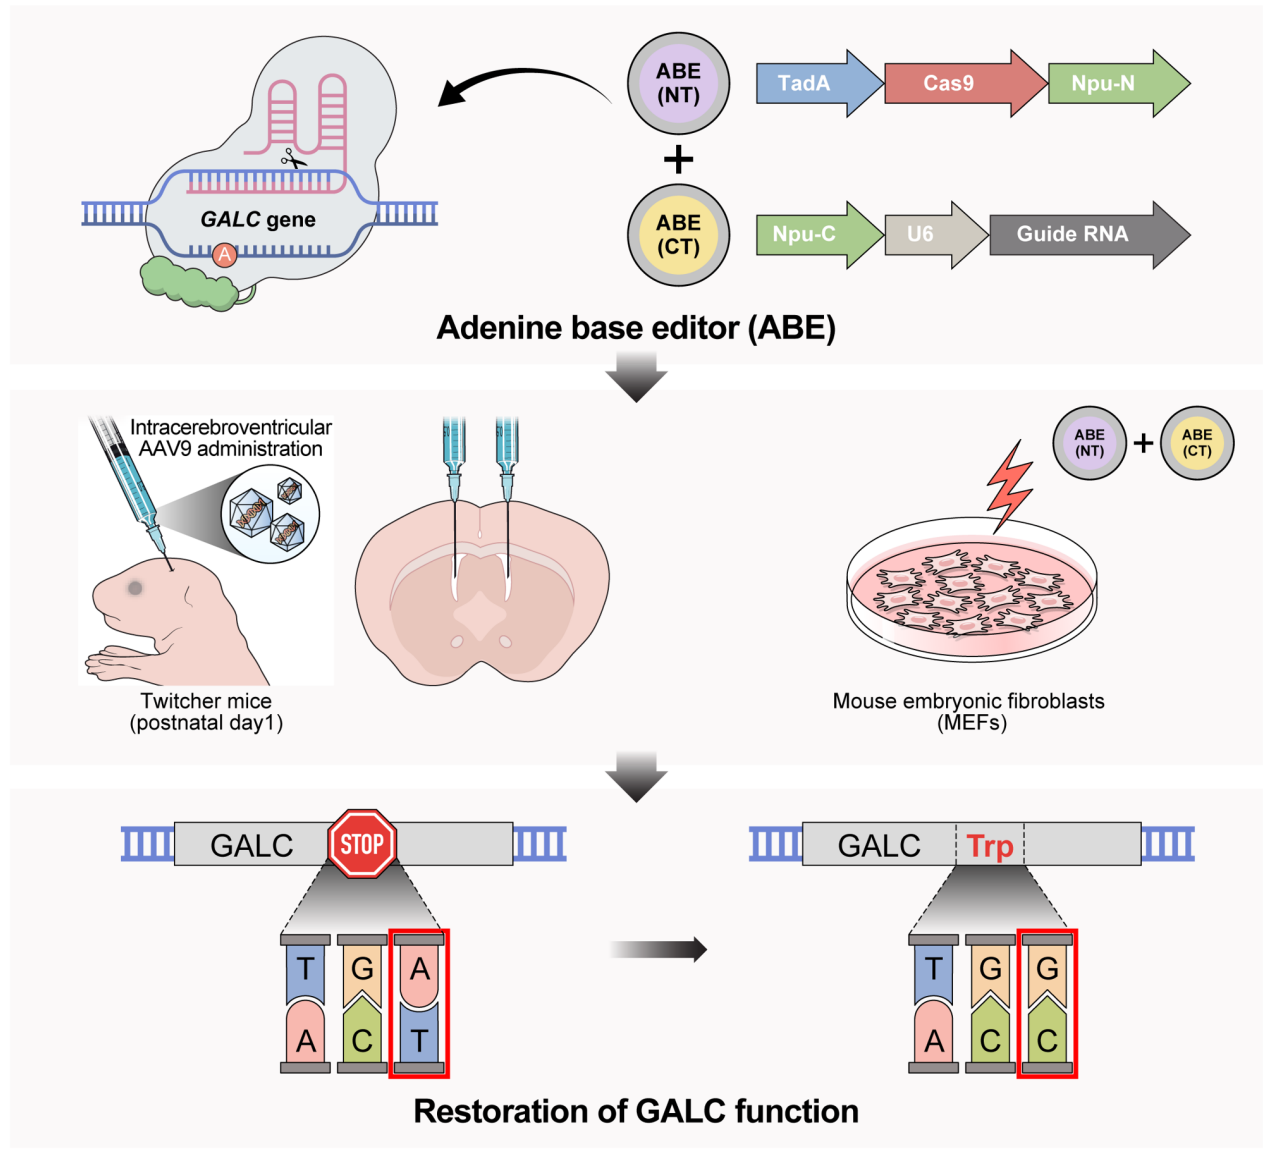 ABE
(NT)
TadA
Cas9
Npu-N
+
GALC gene
A
ABE
(CT)
Npu-C
U6
Guide RNA
Adenine base editor (ABE)
Intracerebroventricular
AAV9 administration
ABE
(NT)
+
ABE
(CT)
Twitcher mice
(postnatal day1)
Mouse embryonic fibroblasts
(MEFs)
GALC
STOP
GALC
Trp
T
G
A
A
C
T
T
G
G
A
C
C
Restoration of GALC function